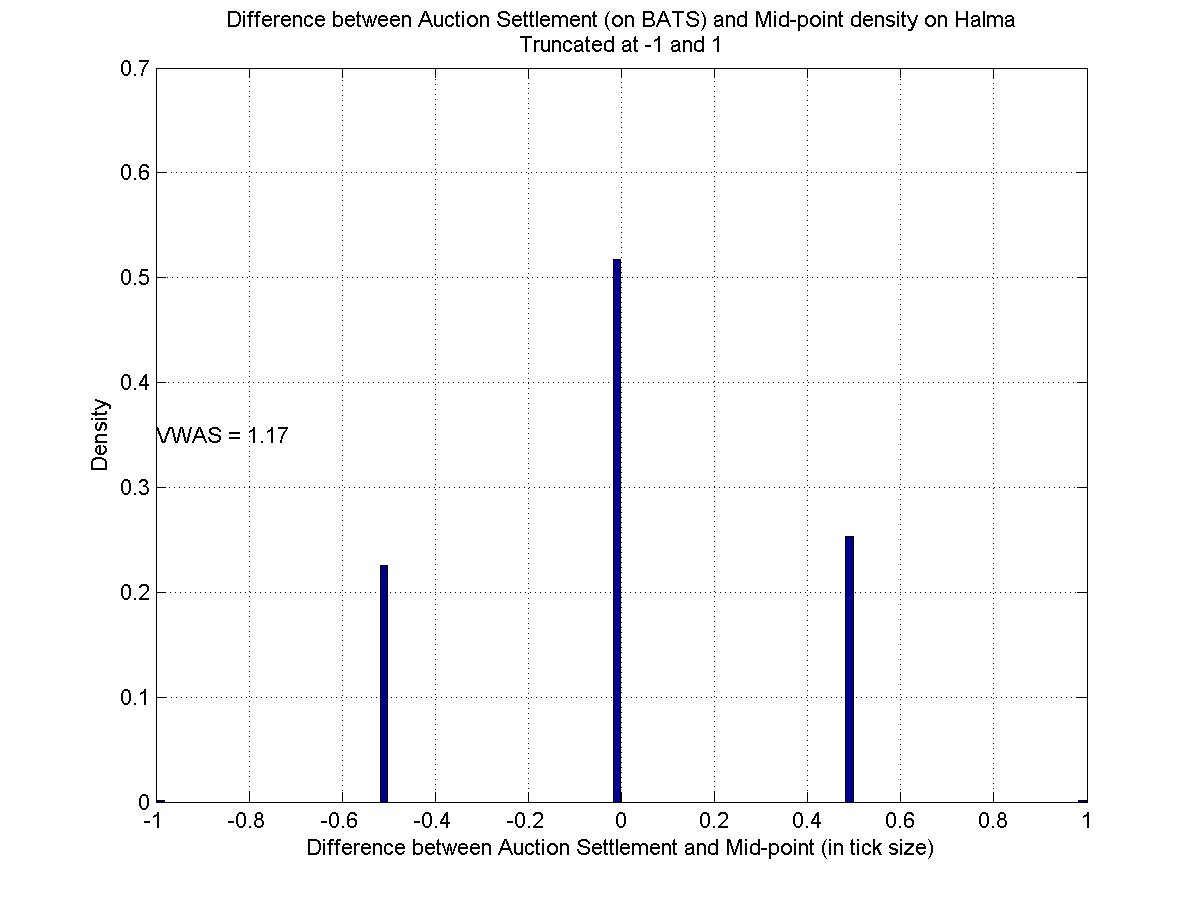 Difference between Auction Settlement (on BATS) and Mid-point density on Halma
Truncated at -1 and 1
0.7
0.6
0.5
0.4
0.3
0.2
0.1
0
Density
VWAS = 1.17
-1 -0.8 -0.6 -0.4 -0.2 0 0.2 0.4 0.6 0.8 1
Difference between Auction Settlement and Mid-point (in tick size)